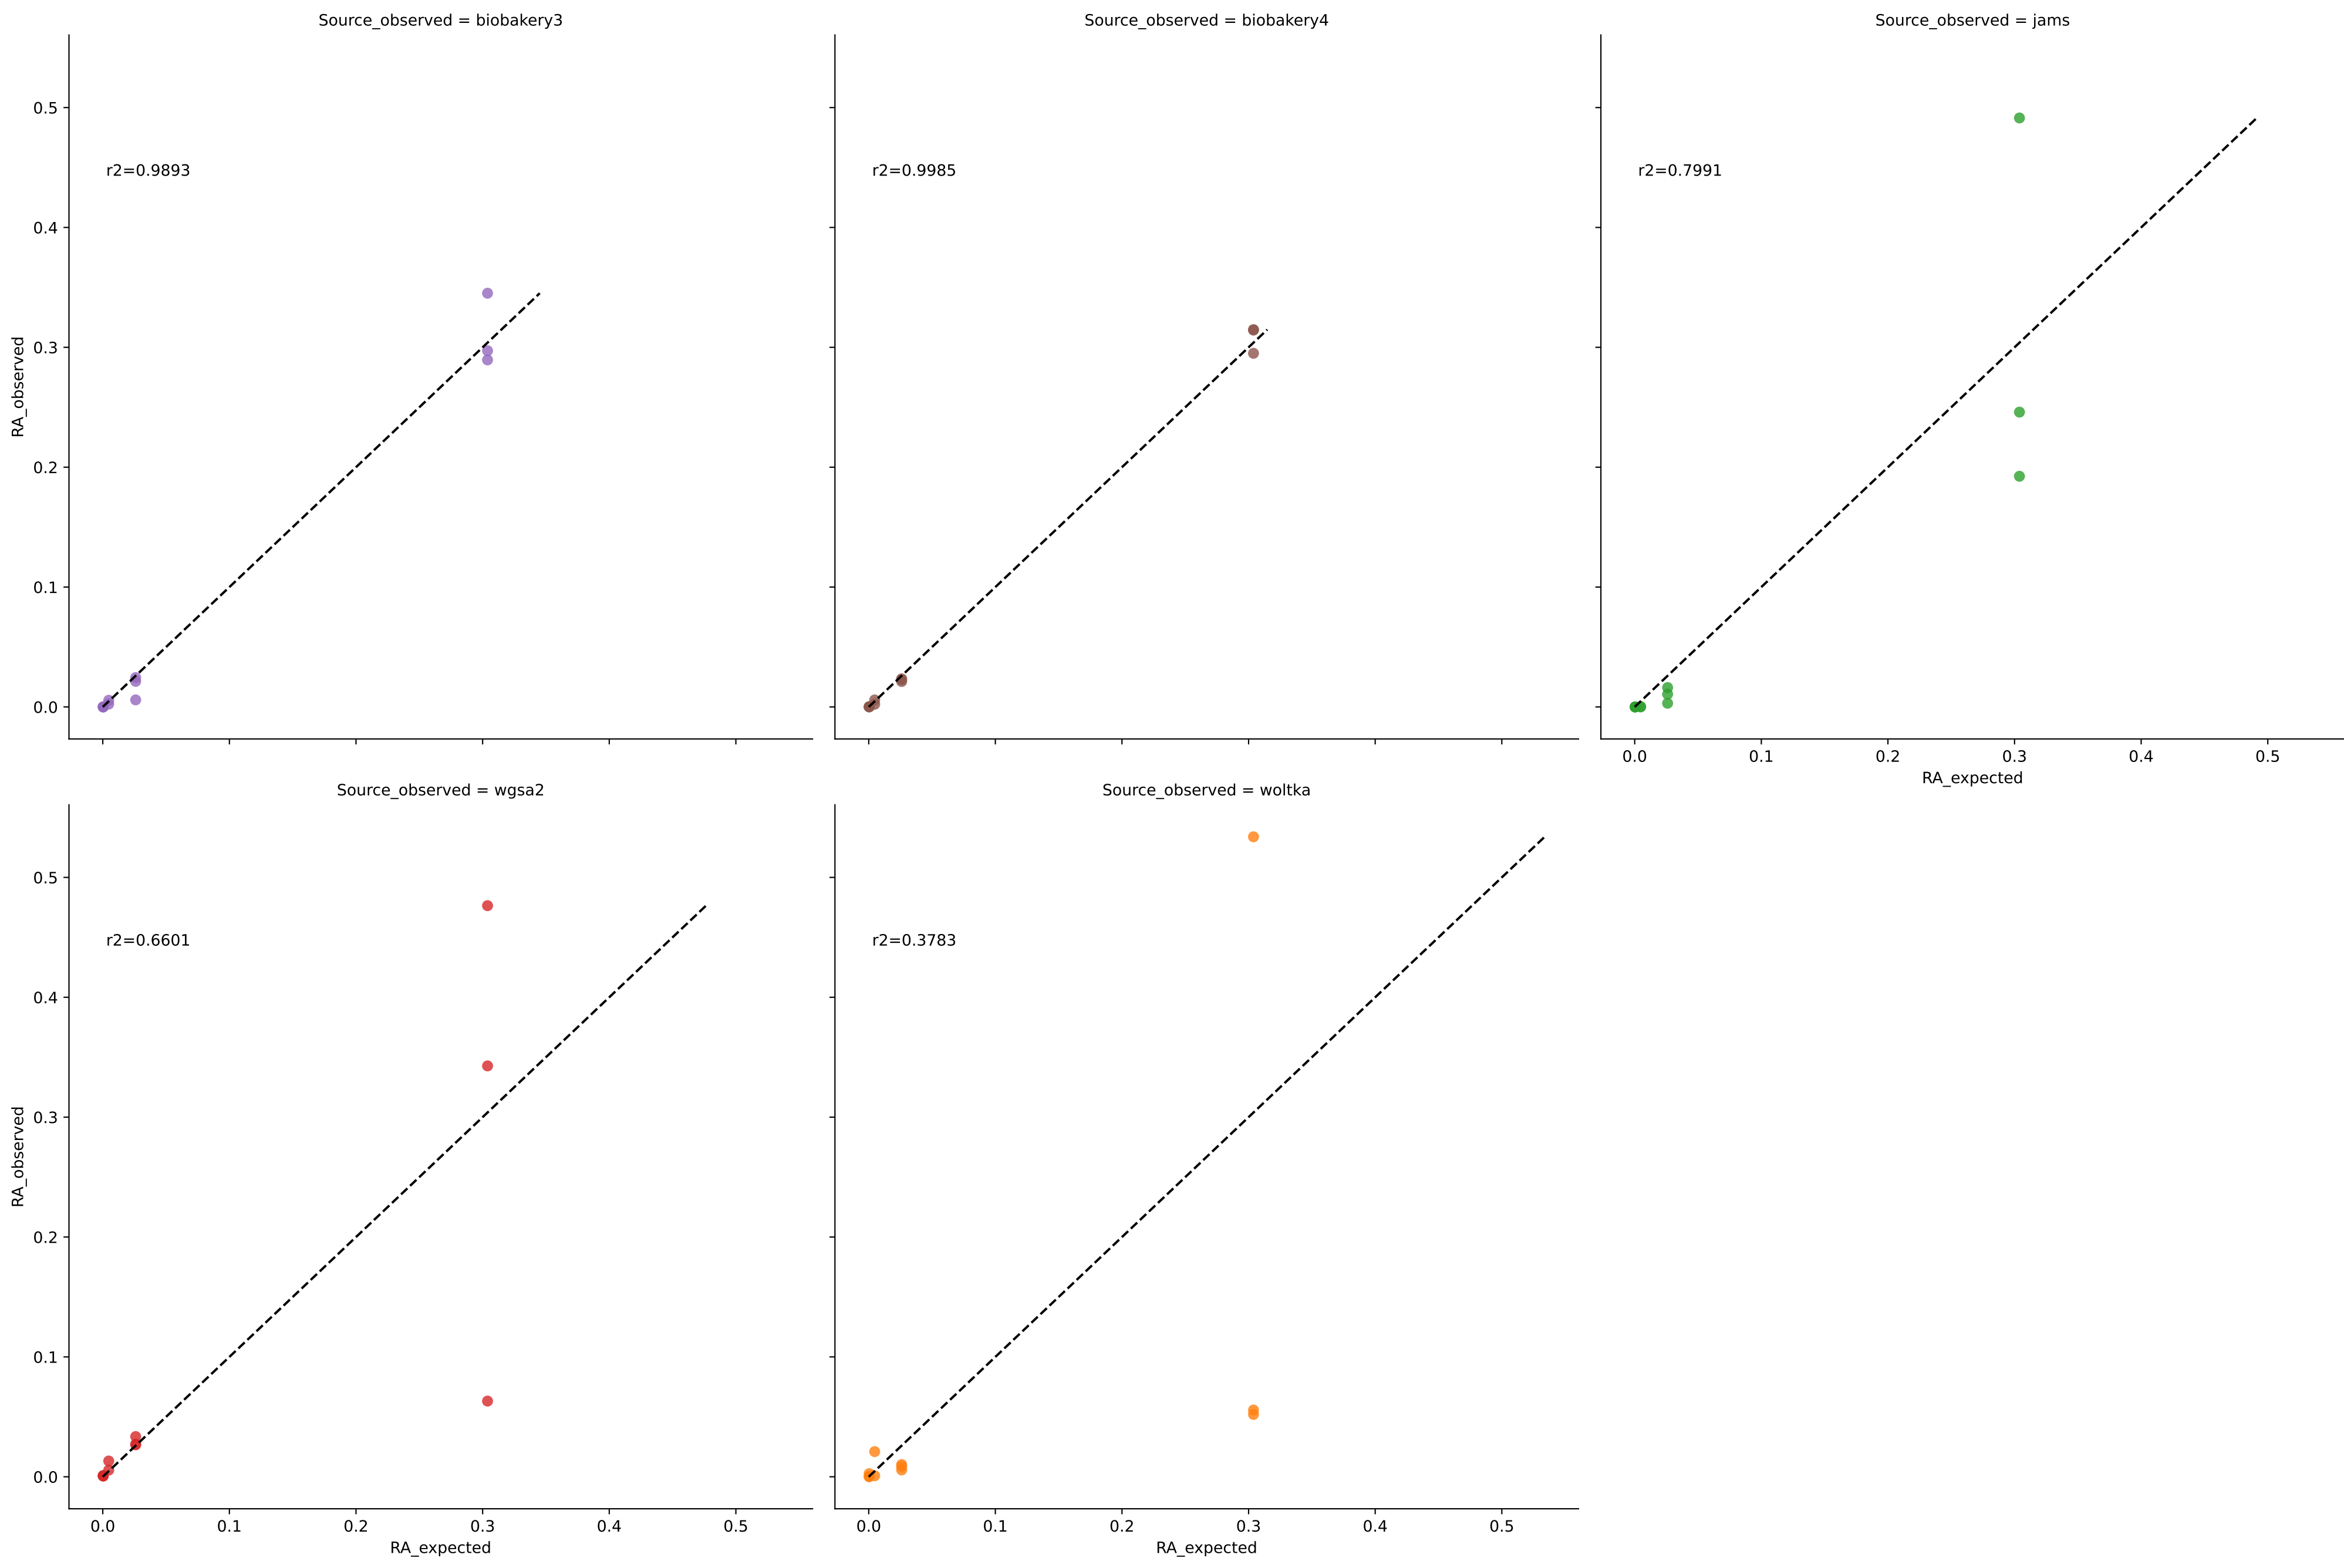 Source_observed = biobakery3
Source_observed = biobakery4
Source_observed = jams
0.5
0.4
0.3
0.2
0.1
0.0
RA_observed
r2=0.9893
r2=0.9985
r2=0.7991
0.0 0.1 0.2 0.3 0.4 0.5
RA_expected
Source_observed = wgsa2
Source_observed = woltka
0.5
0.4
0.3
0.2
0.1
0.0
RA_observed
r2=0.6601
r2=0.3783
0.0 0.1 0.2 0.3 0.4 0.5
RA_expected
0.0 0.1 0.2 0.3 0.4 0.5
RA_expected